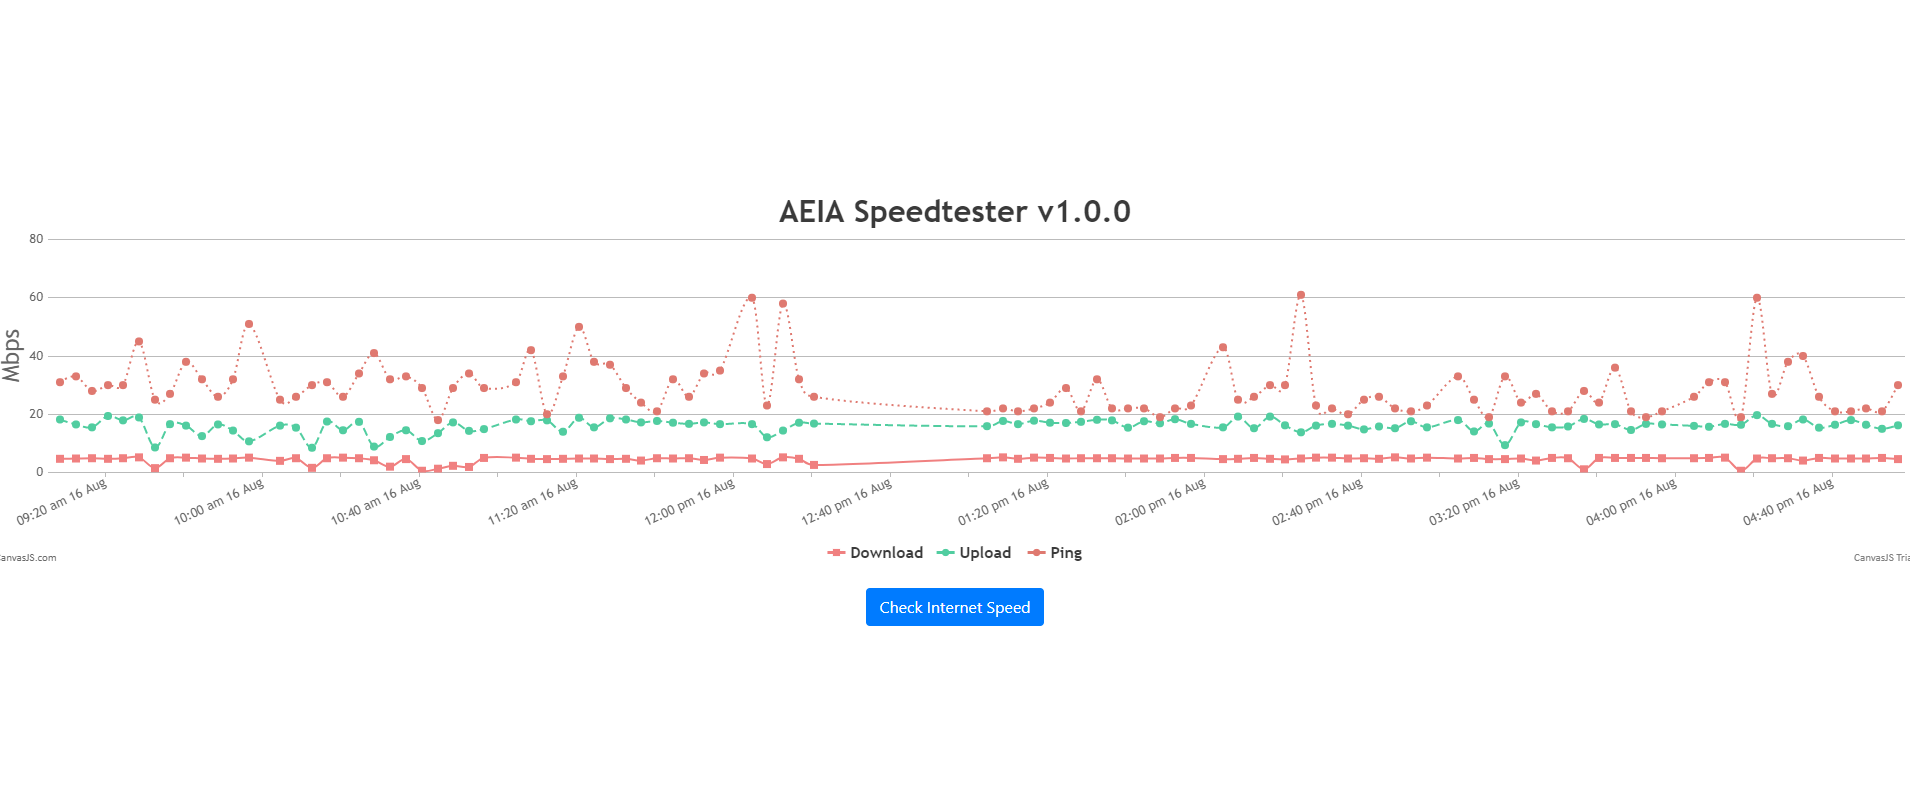 AEIA Speedtester v1.0.0
Mbps
80
60
40
20
0
09:20 am 16 Aug
10:00 am 16 Aug
10:40 am 16 Aug
11:20 am 16 Aug
12:00 pm 16 Aug
12:40 pm 16 Aug
01:20 pm 16 Aug
02:00 pm 16 Aug
02:40 pm 16 Aug
03:20 pm 16 Aug
04:00 pm 16 Aug
04:40 pm 16 Aug
Download Upload Ping
anvasJS.com
CanvasJS Tria
Check Internet Speed